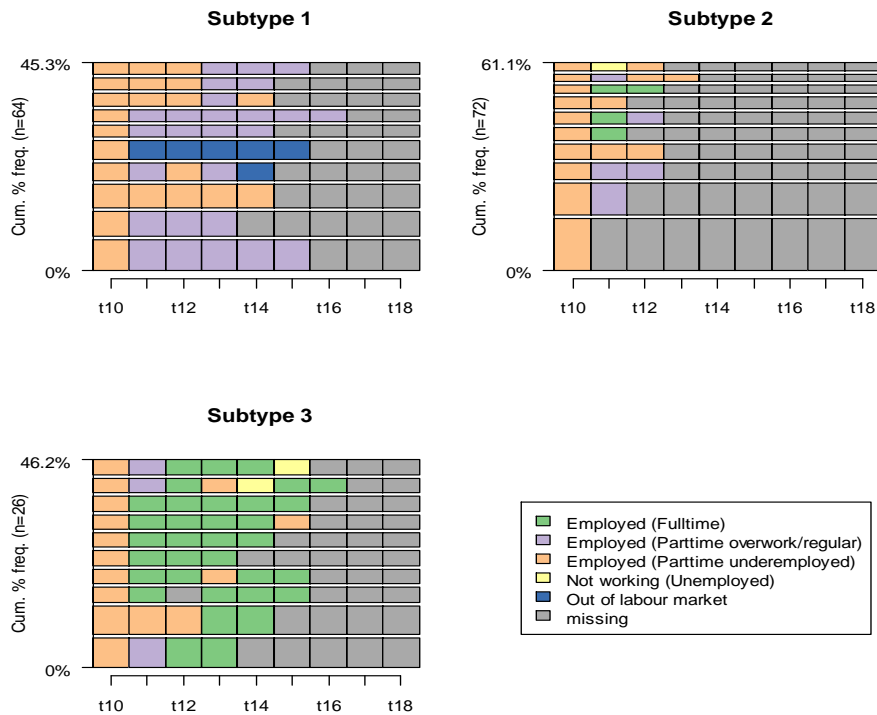 Subtype 1
45.3%
Cum. % freq. (n=64)
0%
t10 t12 t14 t16 t18
Subtype 2
61.1%
Cum. % freq. (n=72)
0%
t10 t12 t14 t16 t18
Subtype 3
46.2%
Cum. % freq. (n=26)
0%
t10 t12 t14 t16 t18
Employed (Fulltime)
Employed (Parttime overwork/regular)
Employed (Parttime underemployed)
Not working (Unemployed)
Out of labour market
missing